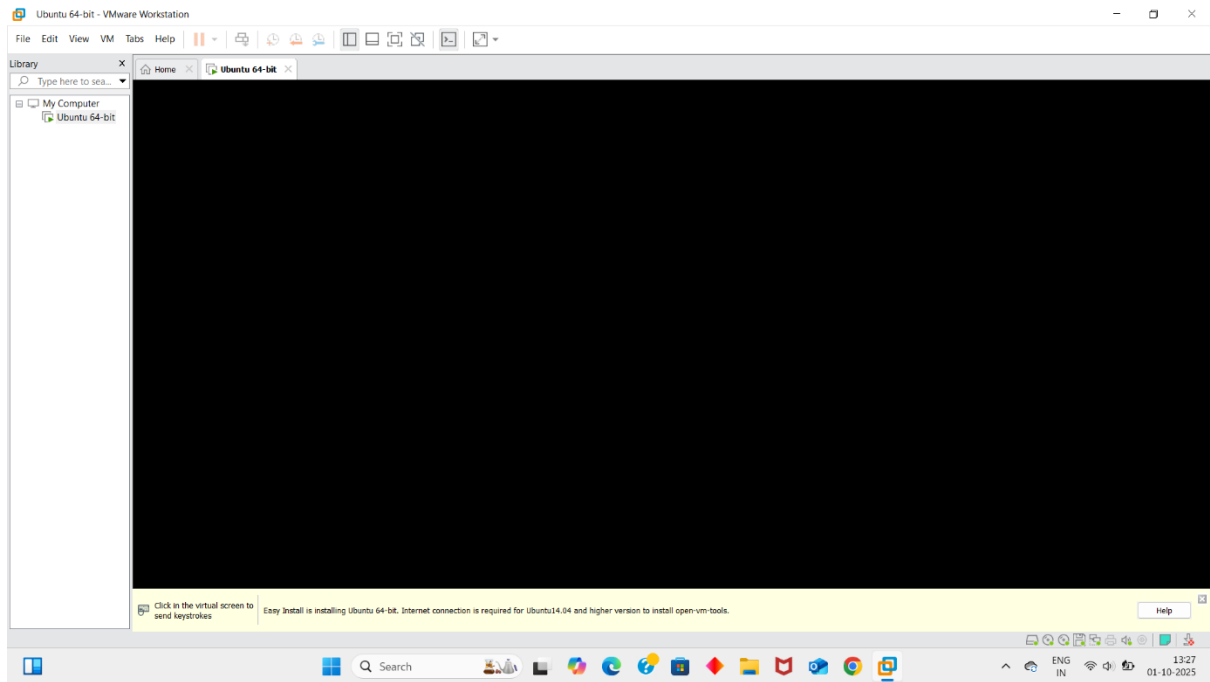 Ubuntu 64-bit - VMware Workstation
File Edit View VM Tabs Help
Library X
Type here to sea...
My Computer
Ubuntu 64-bit
Home
Ubuntu 64-bit
Click in the virtual screen to
send keystrokes
Easy Install is installing Ubuntu 64-bit. Internet connection is required for Ubuntu14.04 and higher version to install open-vm-tools.
Help
Search
ENG
IN
13:27
01-10-2025